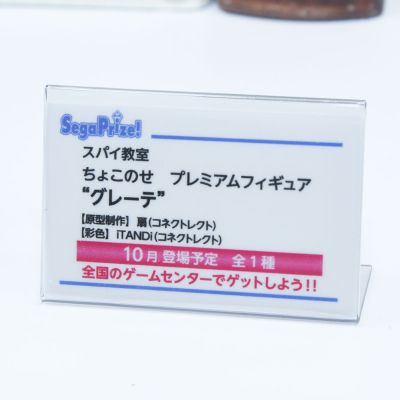 SegaPrize!
スパイ教室
ちょこのせ プレミアムフィギュア
“グレーテ”
【原型制作】 扇(コネクトレクト)
【彩色】 iTANDi(コネクトレクト)
10月 登場予定 全1種
全国のゲームセンターでゲットしよう!!